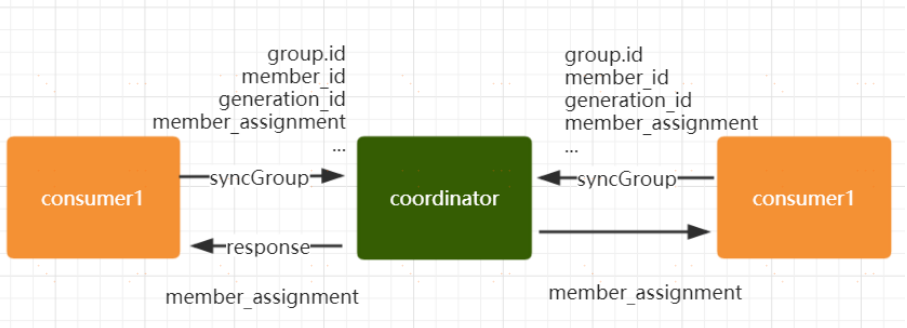 group.id
member_id
generation_id
member_assignment
...
group.id
member_id
generation_id
member_assignment
...
consumer1
syncGroup
coordinator
syncGroup
consumer1
response
member_assignment
member_assignment